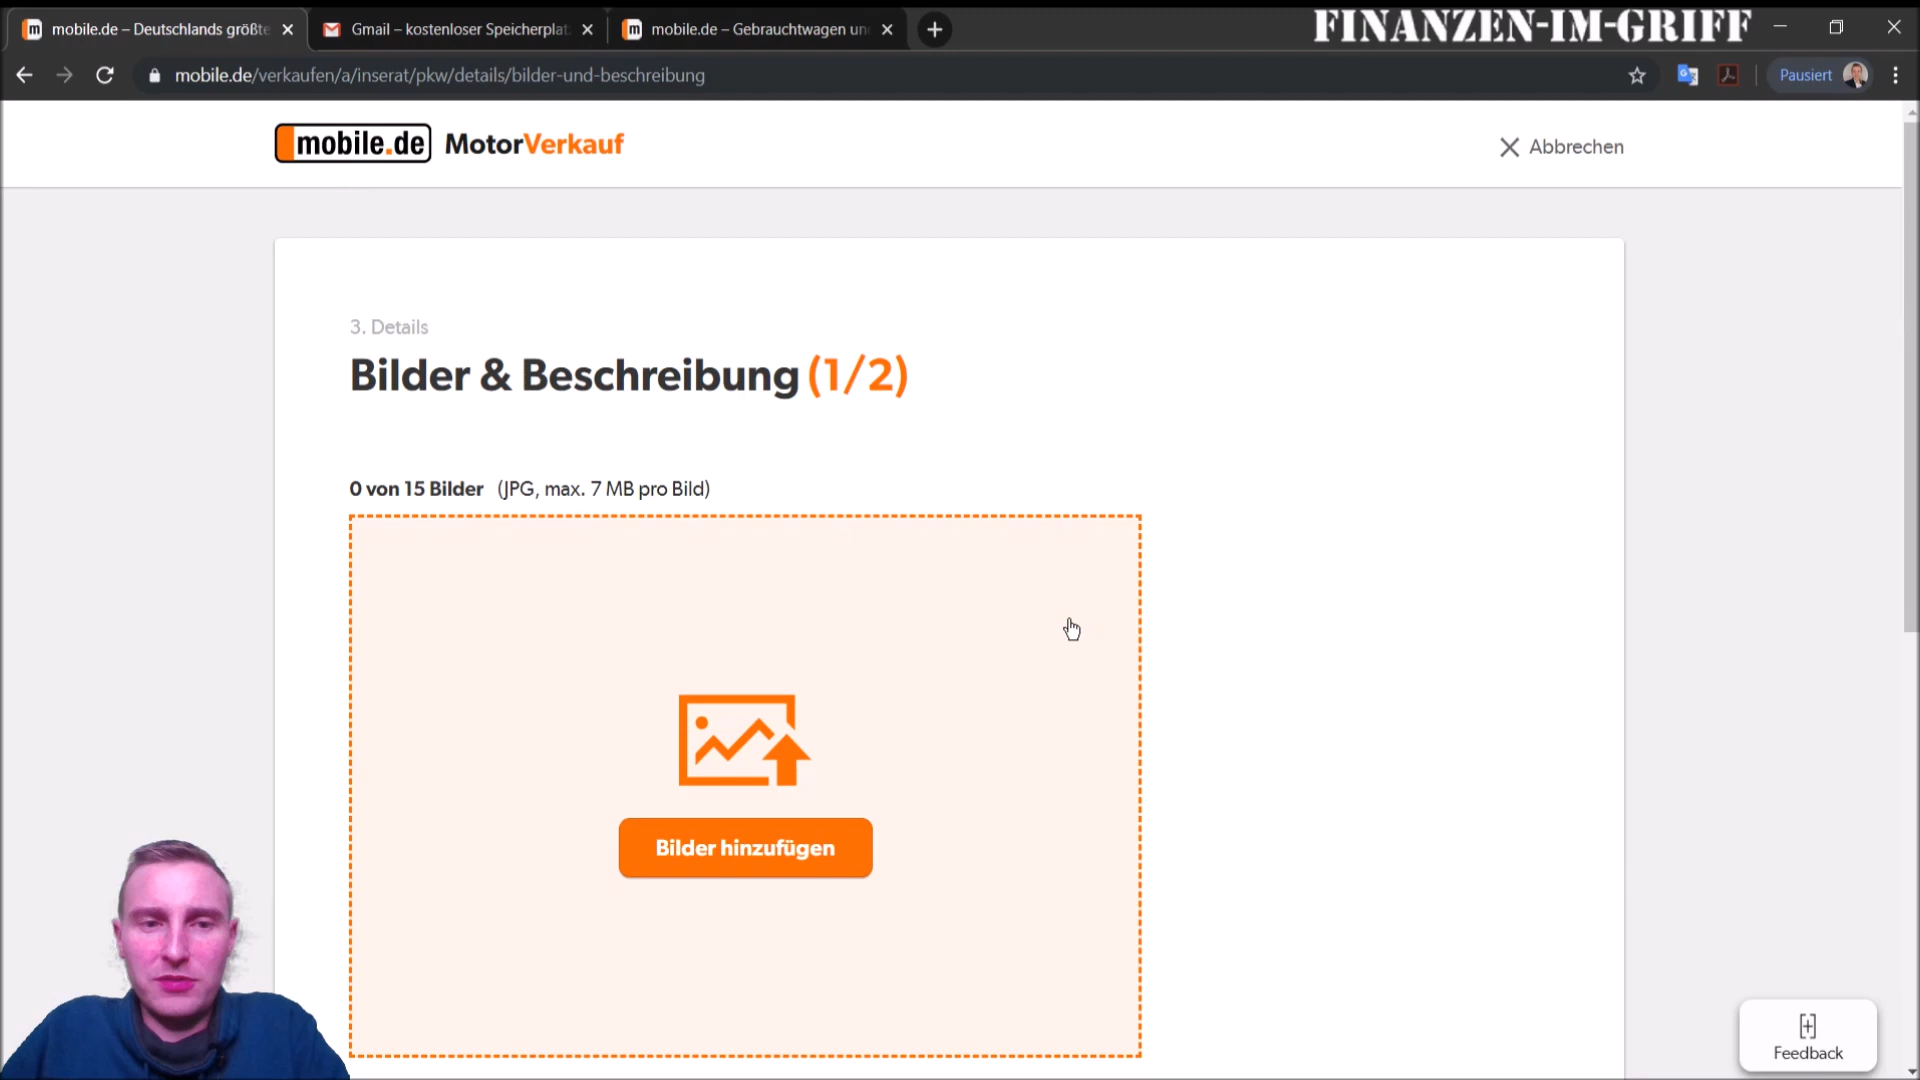 mobile.de – Deutschlands größte
Gmail – kostenloser Speicherplat
mobile.de – Gebrauchtwagen un
FINANZEN-IM-GRIFF
mobile.de/verkaufen/a/inserat/pkw/details/bilder-und-beschreibung
Pausiert
mobile.de MotorVerkauf
Abbrechen
3. Details
Bilder & Beschreibung (1/2)
0 von 15 Bilder (JPG, max. 7 MB pro Bild)
Bilder hinzufügen
Feedback